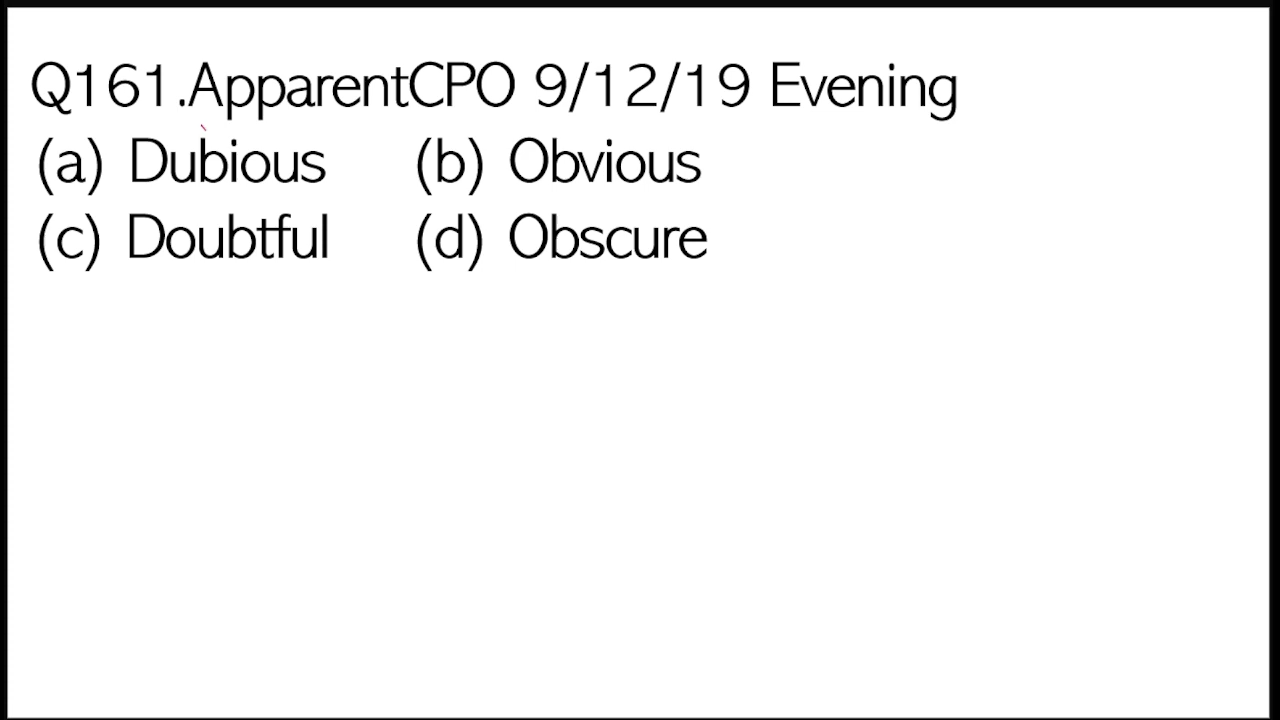 Q161.ApparentCPO 9/12/19 Evening
(a) Dubious (b) Obvious
(c) Doubtful (d) Obscure